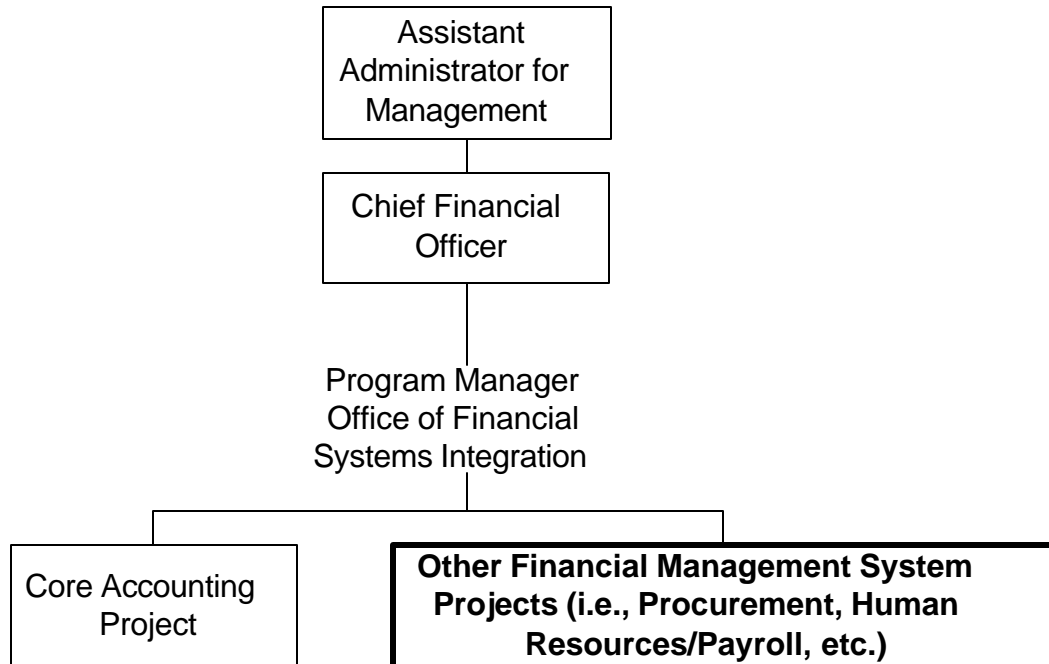 Assistant
Administrator for
Management
Chief Financial
Officer
Program Manager
Office of Financial
Systems Integration
Core Accounting
Project
Other Financial Management System
Projects (i.e., Procurement, Human
Resources/Payroll, etc.)